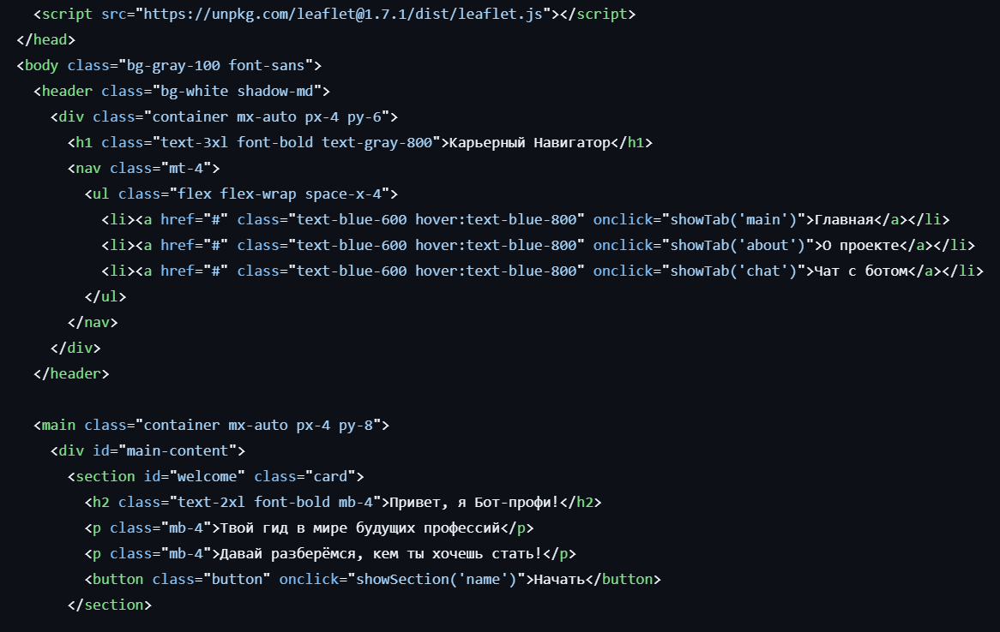 <script src="https://unpkg.com/leaflet@1.7.1/dist/leaflet.js"></script>
</head>
<body class="bg-gray-100 font-sans">
<header class="bg-white shadow-md">
<div class="container mx-auto px-4 py-6">
<h1 class="text-3xl font-bold text-gray-800">Карьерный Навигатор</h1>
<nav class="mt-4">
<ul class="flex flex-wrap space-x-4">
<li><a href="#" class="text-blue-600 hover:text-blue-800" onclick="showTab('main')">Главная</a></li>
<li><a href="#" class="text-blue-600 hover:text-blue-800" onclick="showTab('about')">О проекте</a></li>
<li><a href="#" class="text-blue-600 hover:text-blue-800" onclick="showTab('chat')">Чат с ботом</a></li>
</ul>
</nav>
</div>
</header>
<main class="container mx-auto px-4 py-8">
<div id="main-content">
<section id="welcome" class="card">
<h2 class="text-2xl font-bold mb-4">Привет, я Бот-профи!</h2>
<p class="mb-4">Твой гид в мире будущих профессий</p>
<p class="mb-4">Давай разберёмся, кем ты хочешь стать!</p>
<button class="button" onclick="showSection('name')">Начать</button>
</section>